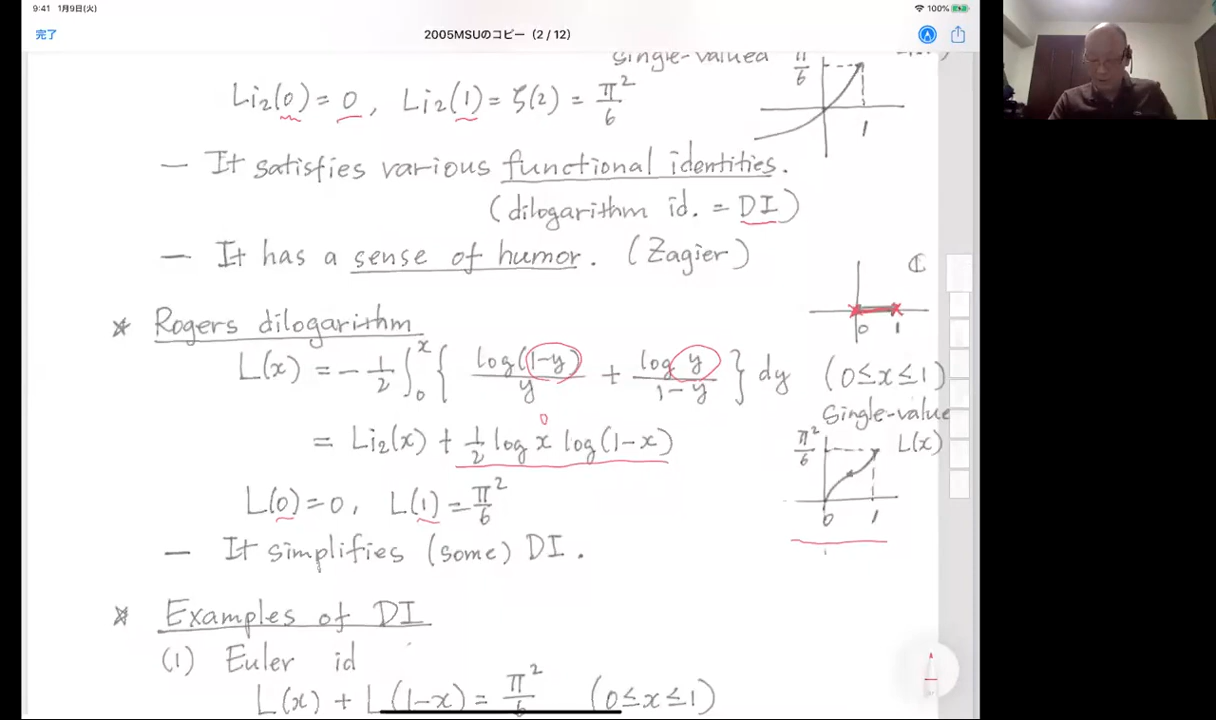 9:41 1月9日(火) 100%
完了 2005MSUのコピー (2 / 12)
single-valued
π/6 1
Li₂(0) = 0, Li₂(1) = ζ(2) = π²/6
— It satisfies various functional identities.
(dilogarithm id. = DI)
— It has a sense of humor. (Zagier)
ℂ
0 1
* Rogers dilogarithm
L(x) = -1/2 ∫₀ˣ { log(1-y)/y + log y/1-y } dy (0≤x≤1)
single-value
0
= Li₂(x) + 1/2 log x log(1-x)
π²/6 L(x)
0 1
L(0)=0, L(1)=π²/6
— It simplifies (some) DI.
* Examples of DI
(1) Euler id
L(x) + L(1-x) = π²/6 (0≤x≤1)